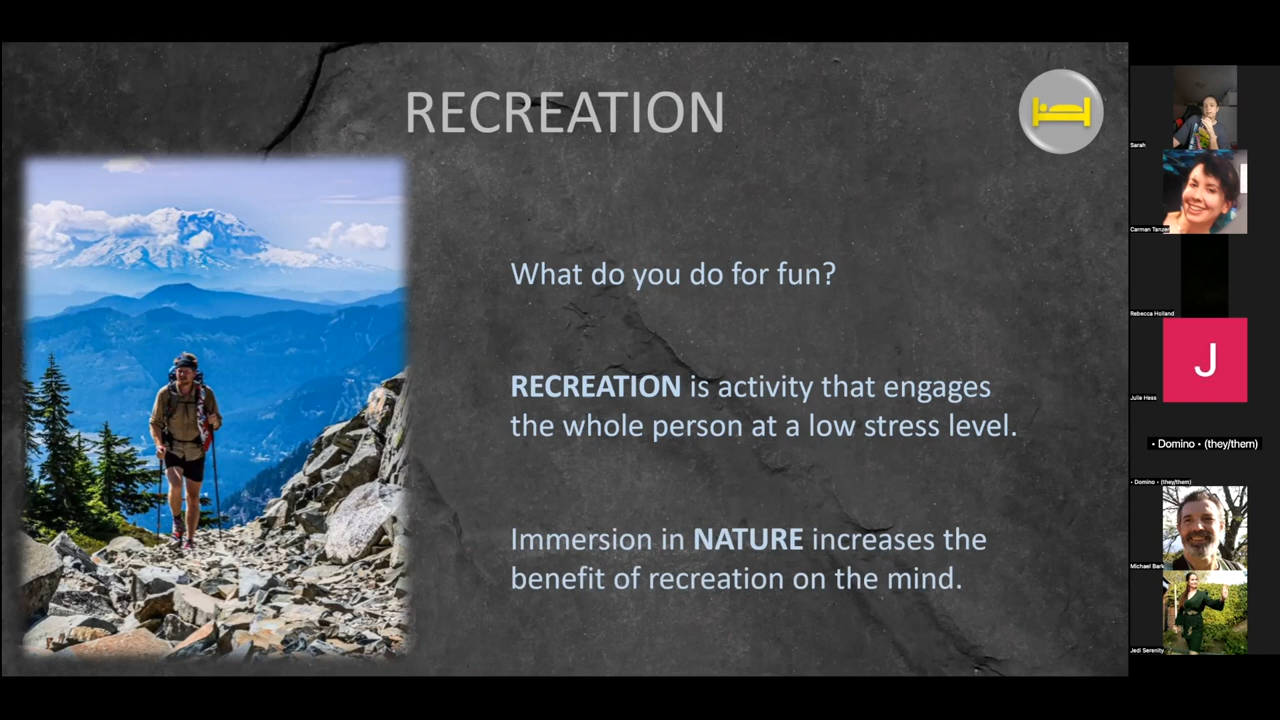 RECREATION
What do you do for fun?
RECREATION is activity that engages
the whole person at a low stress level.
Immersion in NATURE increases the
benefit of recreation on the mind.
Sarah
Carman Tanzer
Rebecca Holland
J
Julie Hess
• Domino • (they/them)
• Domino • (they/them)
Michael Bark
Jedi Serenity